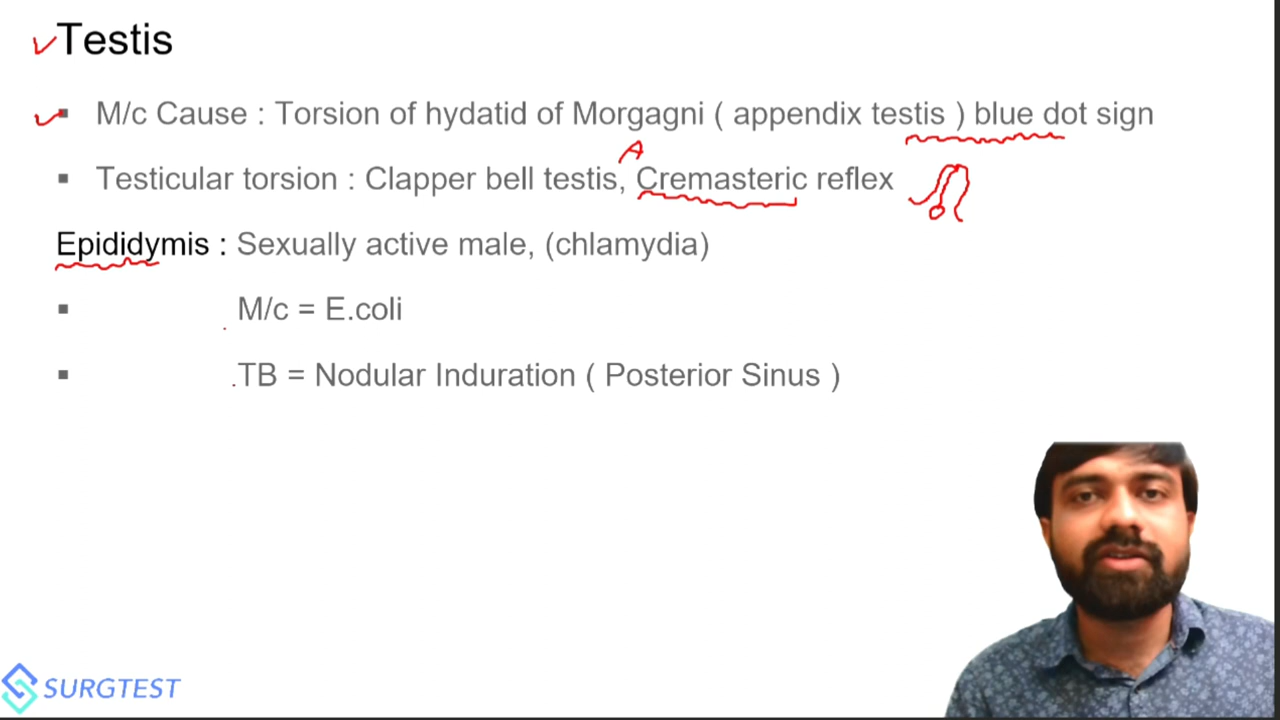 Testis
▪ M/c Cause : Torsion of hydatid of Morgagni ( appendix testis ) blue dot sign
A
▪ Testicular torsion : Clapper bell testis, Cremasteric reflex
Epididymis : Sexually active male, (chlamydia)
▪ M/c = E.coli
▪ .TB = Nodular Induration ( Posterior Sinus )
SURGTEST